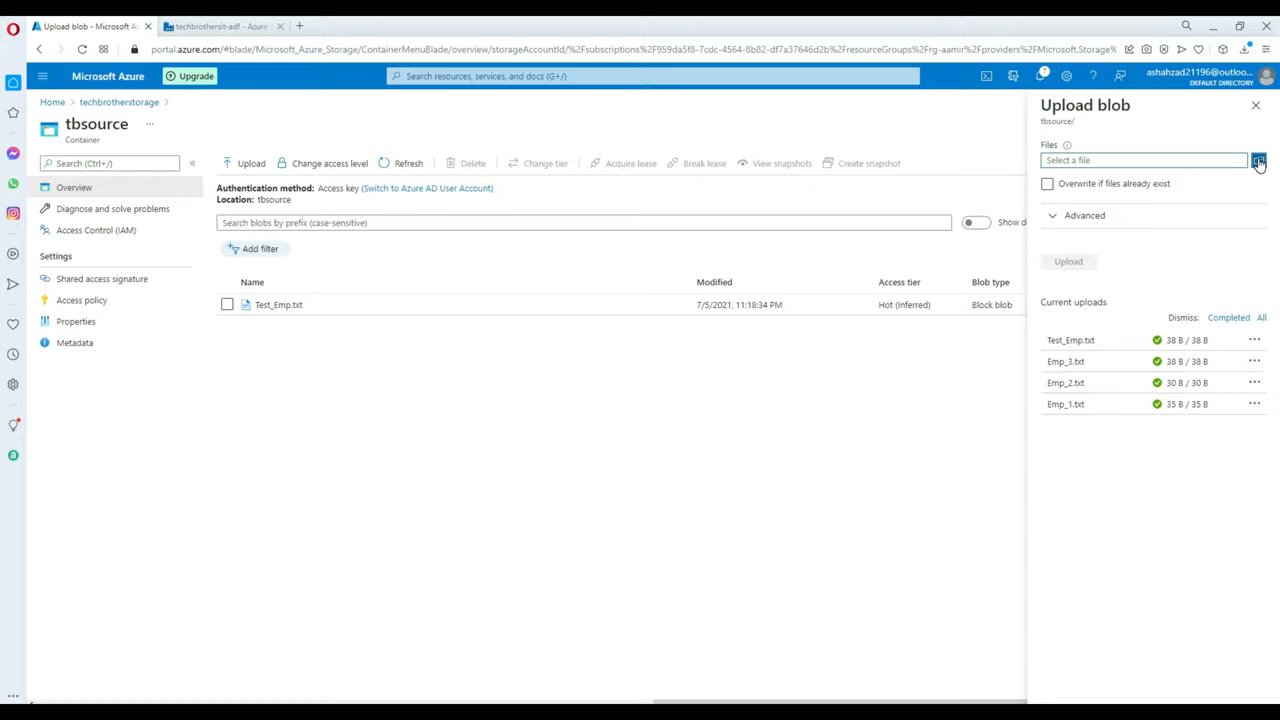 Upload blob - Microsoft A
techbrothersit-adf - Azure
portal.azure.com/#blade/Microsoft_Azure_Storage/ContainerMenuBlade/overview/storageAccountId/%2Fsubscriptions%2F959da5f8-7cdc-4564-8b82-df7a37646d2b%2FresourceGroups%2Frg-aamir%2Fproviders%2FMicrosoft.Storage%
Microsoft Azure
Upgrade
Search resources, services, and docs (G+/)
7
ashahzad21196@outloo...
DEFAULT DIRECTORY
Home > techbrotherstorage >
tbsource ...
Container
Search (Ctrl+/)
«
Overview
Diagnose and solve problems
Access Control (IAM)
Settings
Shared access signature
Access policy
Properties
Metadata
Upload
Change access level
Refresh
Delete
Change tier
Acquire lease
Break lease
View snapshots
Create snapshot
Authentication method: Access key (Switch to Azure AD User Account)
Location: tbsource
Search blobs by prefix (case-sensitive)
Show d
Add filter
Name Modified Access tier Blob type
Test_Emp.txt 7/5/2021, 11:18:34 PM Hot (Inferred) Block blob
Upload blob
tbsource/
Files
Select a file
Overwrite if files already exist
Advanced
Upload
Current uploads
Dismiss: Completed All
Test_Emp.txt 38 B / 38 B ...
Emp_3.txt 38 B / 38 B ...
Emp_2.txt 30 B / 30 B ...
Emp_1.txt 35 B / 35 B ...